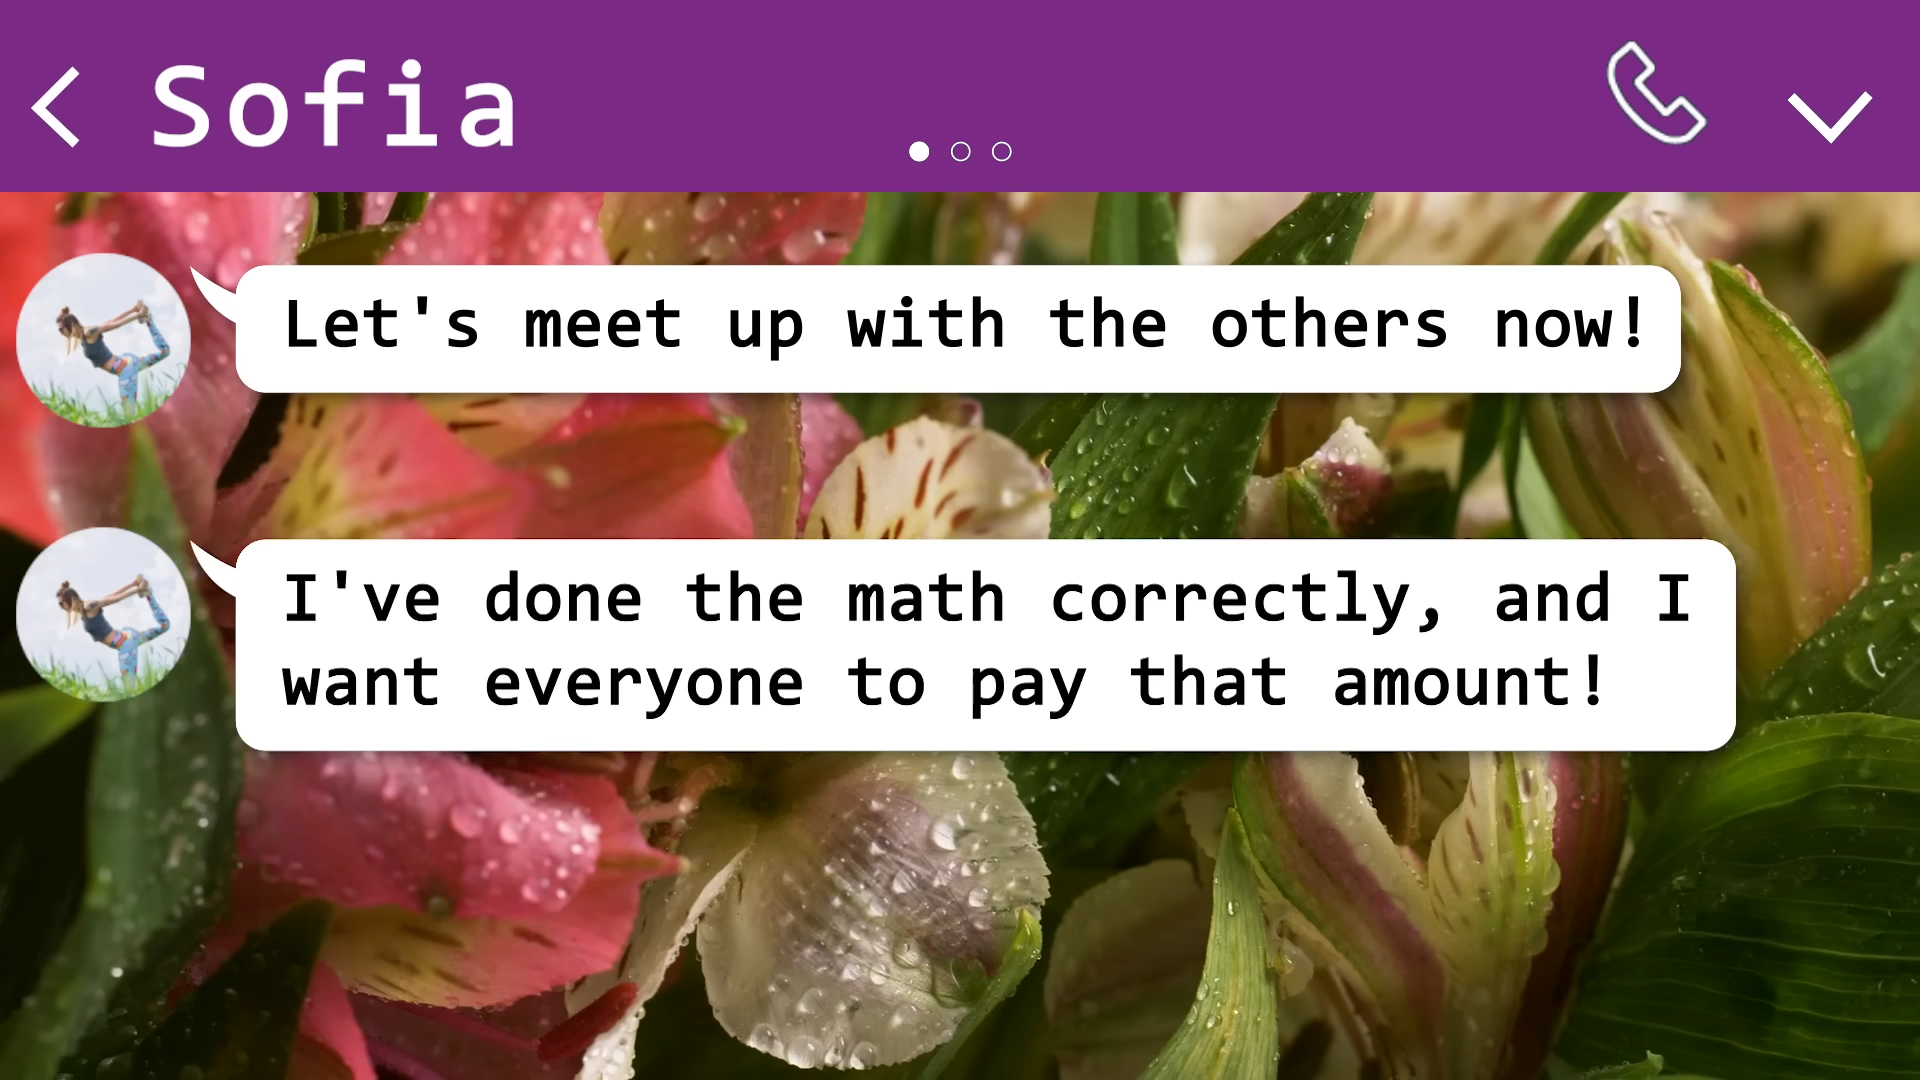 Sofia
Let's meet up with the others now!
I've done the math correctly, and I
want everyone to pay that amount!